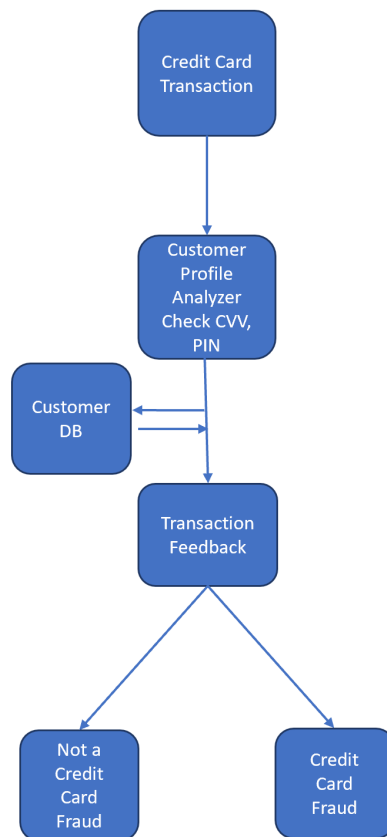 Credit Card
Transaction
Customer
Profile
Analyzer
Check CVV,
PIN
Customer
DB
Transaction
Feedback
Not a
Credit
Card
Fraud
Credit
Card
Fraud